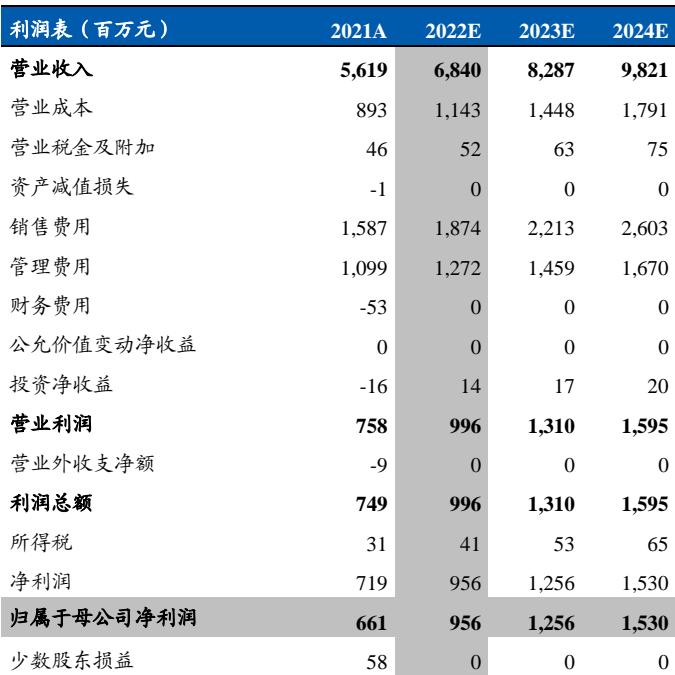 利润表（百万元） 2021A 2022E 2023E 2024E
营业收入 5,619 6,840 8,287 9,821
营业成本 893 1,143 1,448 1,791
营业税金及附加 46 52 63 75
资产减值损失 -1 0 0 0
销售费用 1,587 1,874 2,213 2,603
管理费用 1,099 1,272 1,459 1,670
财务费用 -53 0 0 0
公允价值变动净收益 0 0 0 0
投资净收益 -16 14 17 20
营业利润 758 996 1,310 1,595
营业外收支净额 -9 0 0 0
利润总额 749 996 1,310 1,595
所得税 31 41 53 65
净利润 719 956 1,256 1,530
归属于母公司净利润 661 956 1,256 1,530
少数股东损益 58 0 0 0